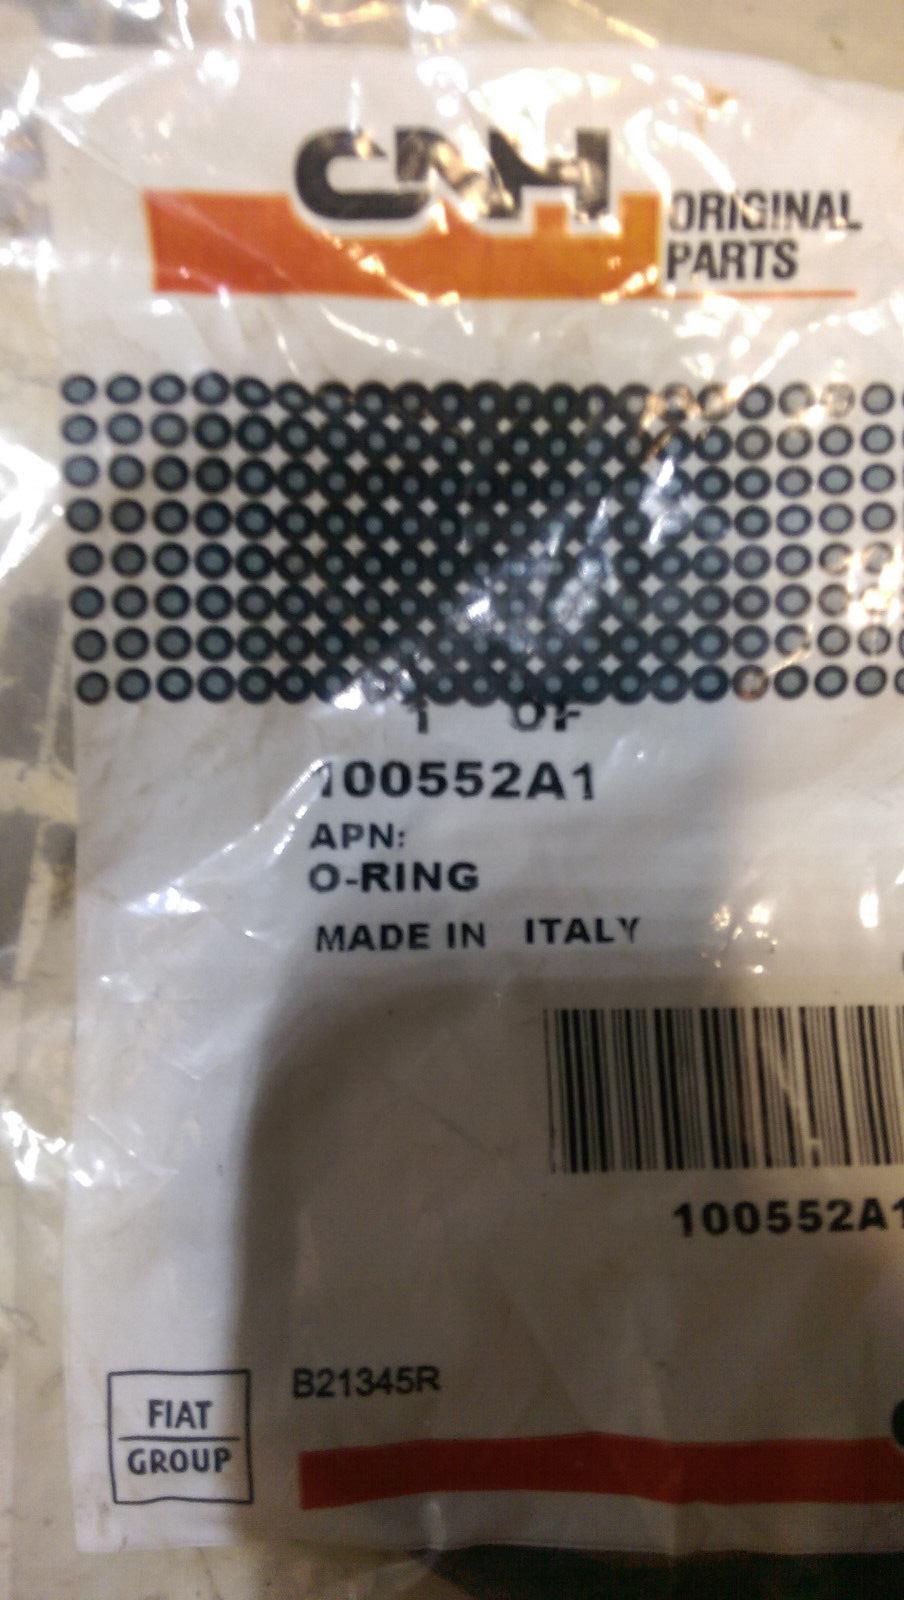 CNH
ORIGINAL
PARTS
1 OF
100552A1
APN:
O-RING
MADE IN ITALY
100552A1
B21345R
FIAT
GROUP